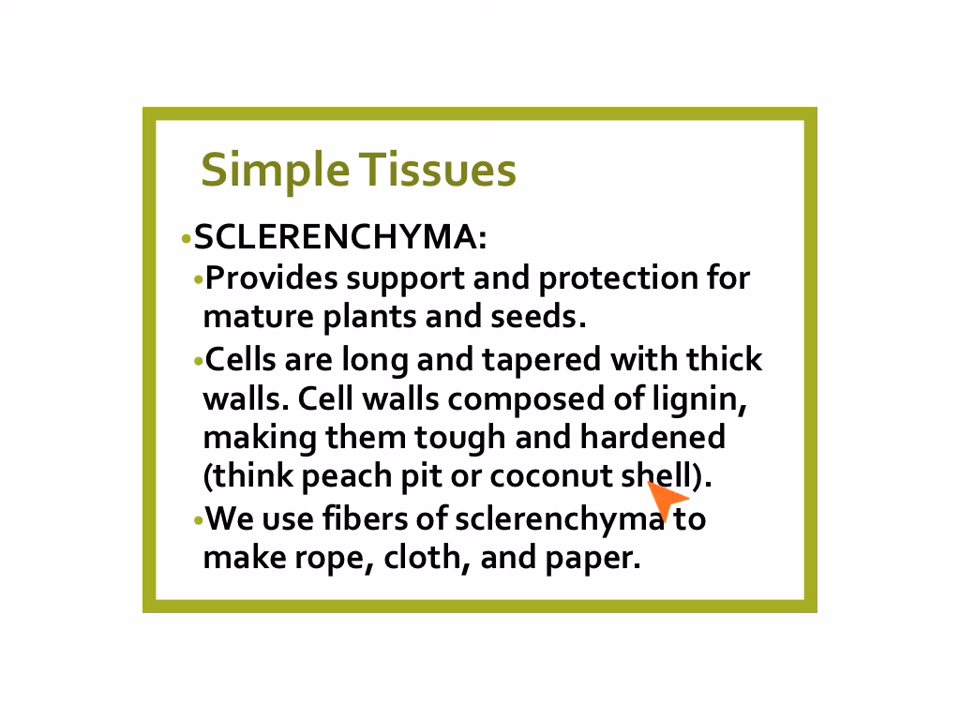 Simple Tissues
•SCLERENCHYMA:
•Provides support and protection for
mature plants and seeds.
•Cells are long and tapered with thick
walls. Cell walls composed of lignin,
making them tough and hardened
(think peach pit or coconut shell).
•We use fibers of sclerenchyma to
make rope, cloth, and paper.